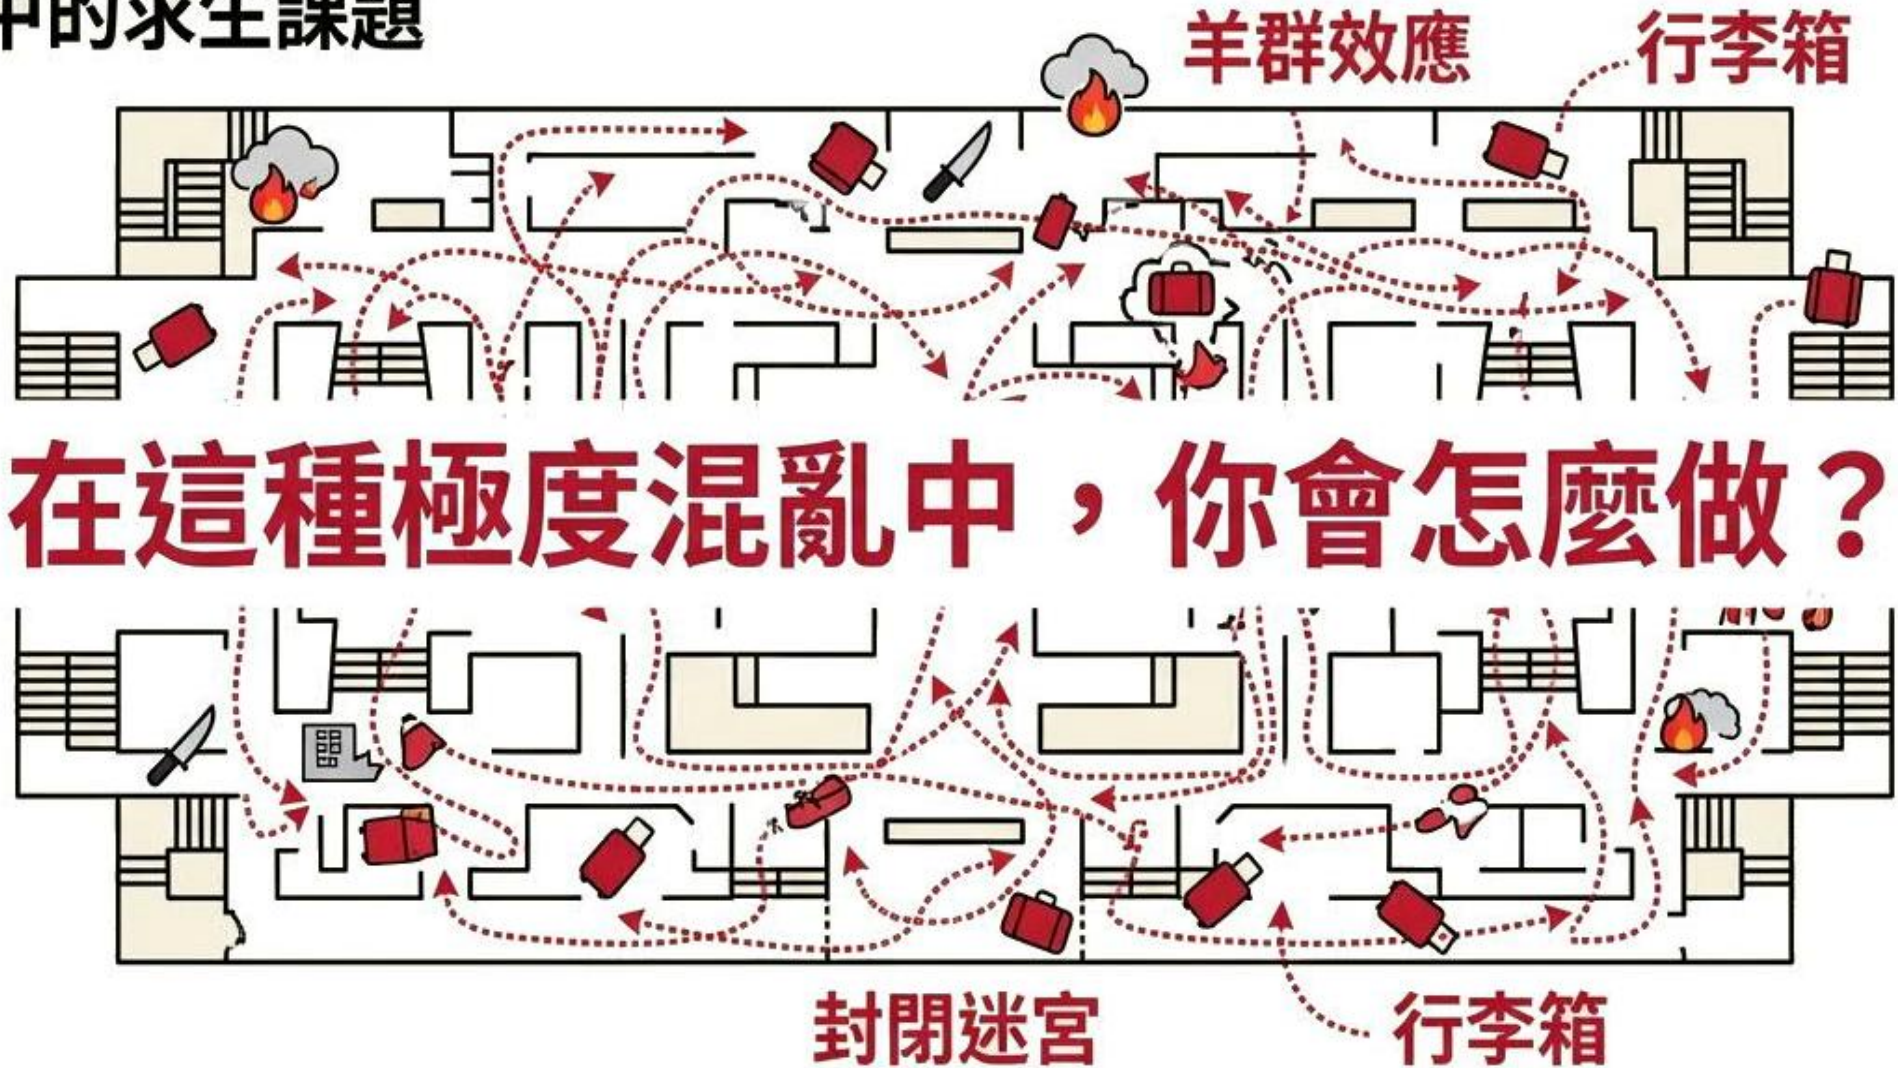 中的求生課題
羊群效應
行李箱
在這種極度混亂中，你會怎麼做？
封閉迷宮
行李箱